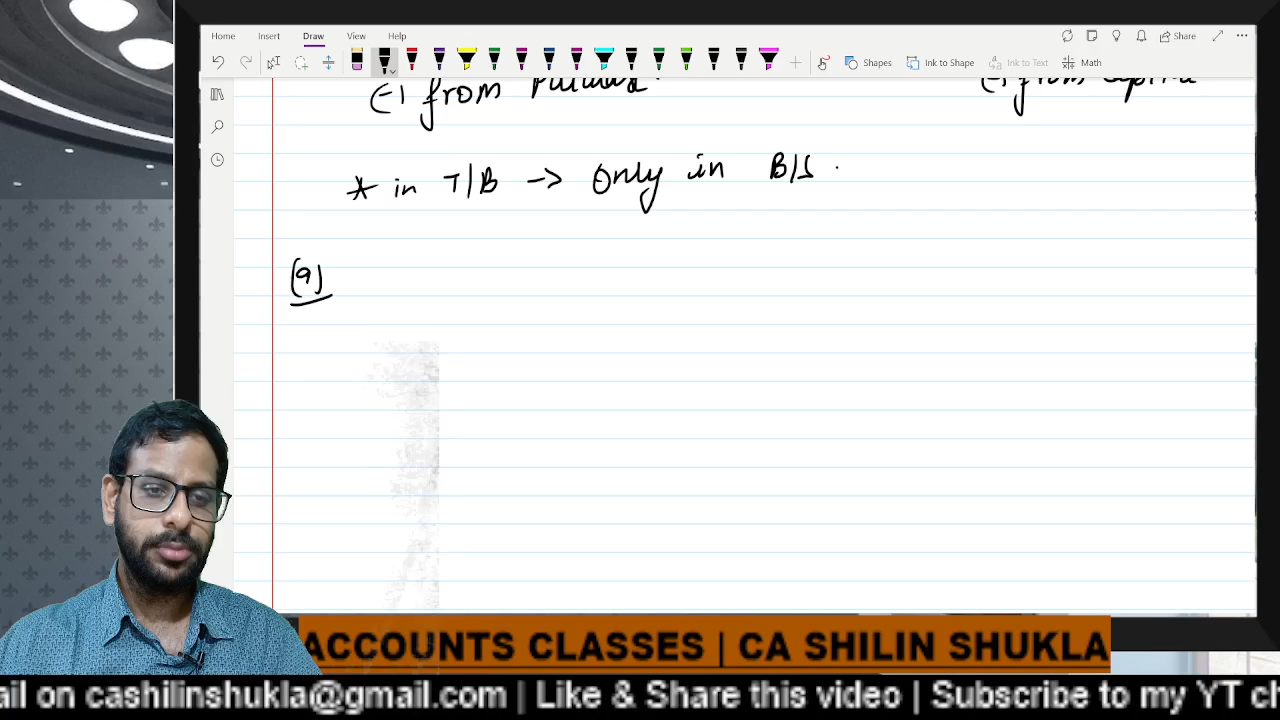 Home Insert Draw View Help Share
Shapes Ink to Shape Ink to Text Math
(-) from (-) from
* in T/B → Only in B/S.
(9)
ACCOUNTS CLASSES | CA SHILIN SHUKLA
ail on cashilinshukla@gmail.com | Like & Share this video | Subscribe to my YT cl